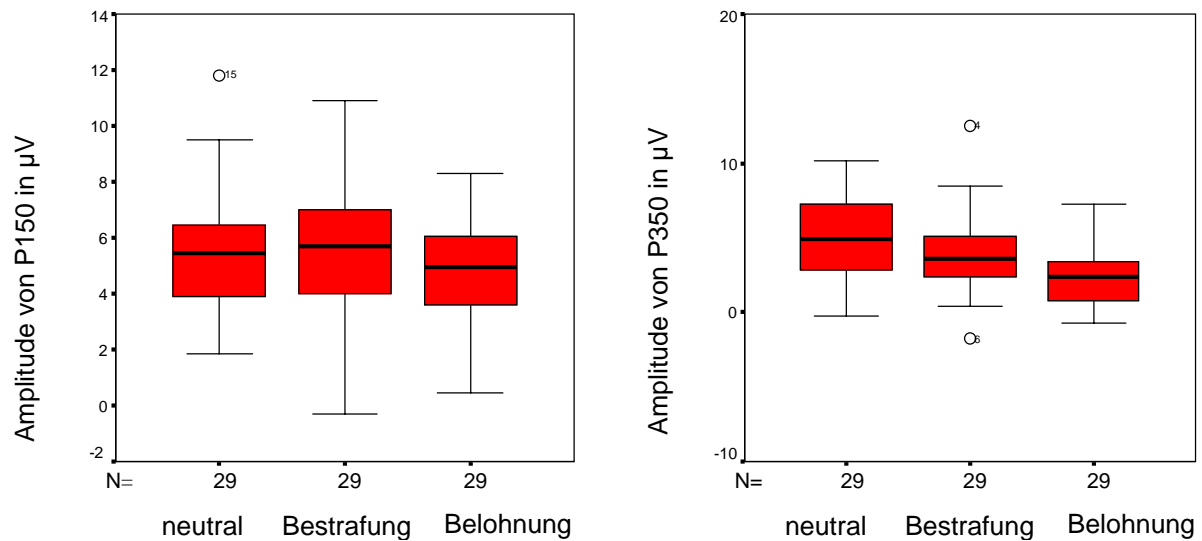 Amplitude von P150 in µV
14
12
10
8
6
4
2
0
-2
15
N= 29 29 29
neutral Bestrafung Belohnung
Amplitude von P350 in µV
20
10
0
-10
4
6
N= 29 29 29
neutral Bestrafung Belohnung